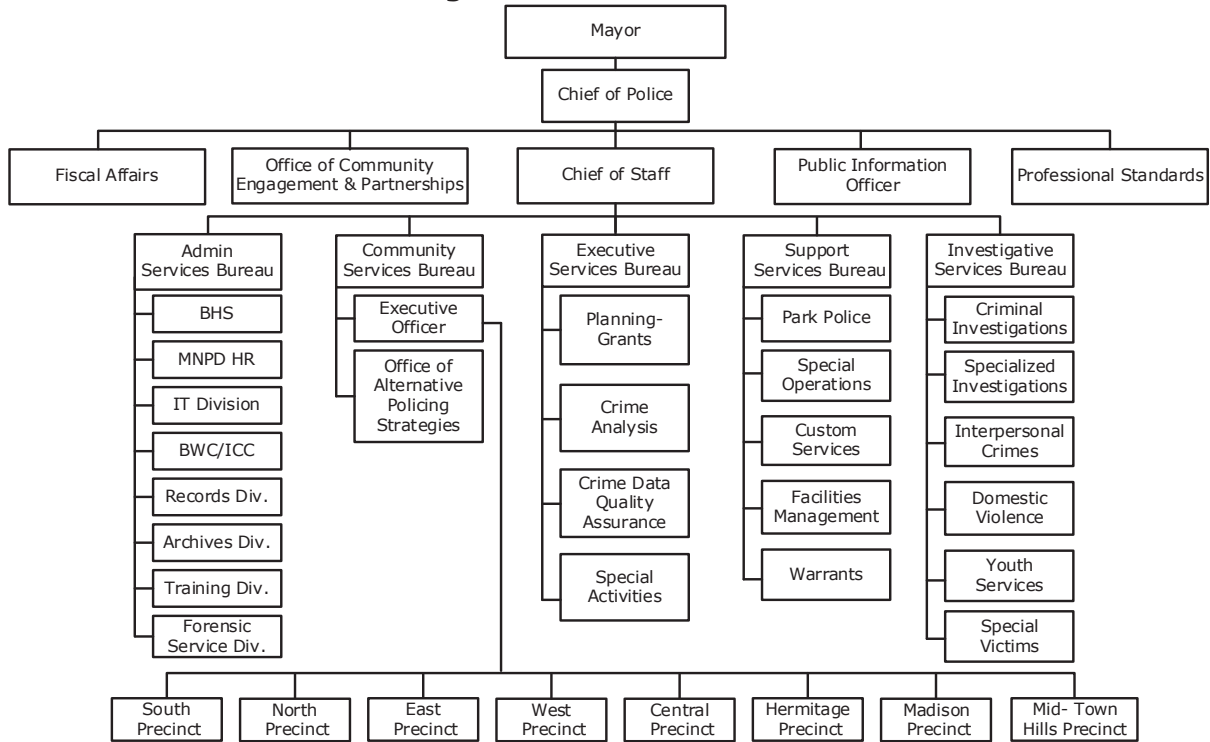 Mayor
Chief of Police
Fiscal Affairs
Office of Community
Engagement & Partnerships
Chief of Staff
Public Information
Officer
Professional Standards
Admin
Services Bureau
BHS
MNPD HR
IT Division
BWC/ICC
Records Div.
Archives Div.
Training Div.
Forensic
Service Div.
Community
Services Bureau
Executive
Officer
Office of
Alternative
Policing
Strategies
Executive
Services Bureau
Planning-
Grants
Crime
Analysis
Crime Data
Quality
Assurance
Special
Activities
Support
Services Bureau
Park Police
Special
Operations
Custom
Services
Facilities
Management
Warrants
Investigative
Services Bureau
Criminal
Investigations
Specialized
Investigations
Interpersonal
Crimes
Domestic
Violence
Youth
Services
Special
Victims
South
Precinct
North
Precinct
East
Precinct
West
Precinct
Central
Precinct
Hermitage
Precinct
Madison
Precinct
Mid- Town
Hills Precinct